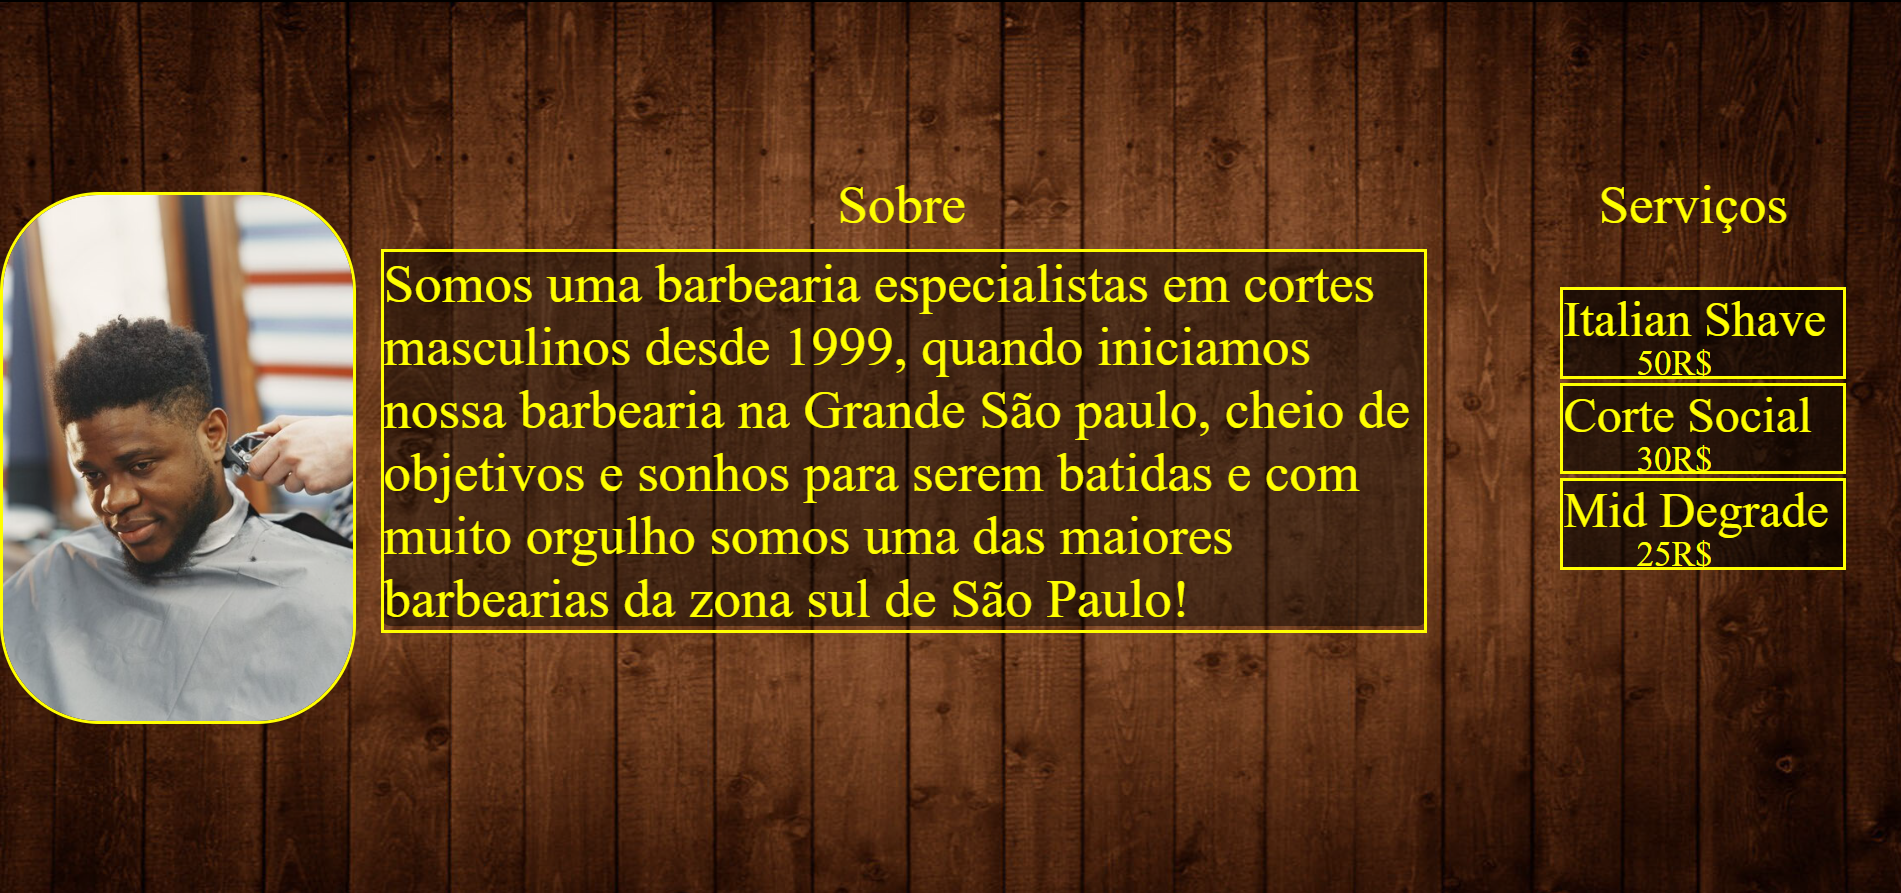 Sobre
Somos uma barbearia especialistas em cortes
masculinos desde 1999, quando iniciamos
nossa barbearia na Grande São paulo, cheio de
objetivos e sonhos para serem batidas e com
muito orgulho somos uma das maiores
barbearias da zona sul de São Paulo!
Serviços
Italian Shave
50R$
Corte Social
30R$
Mid Degrade
25R$